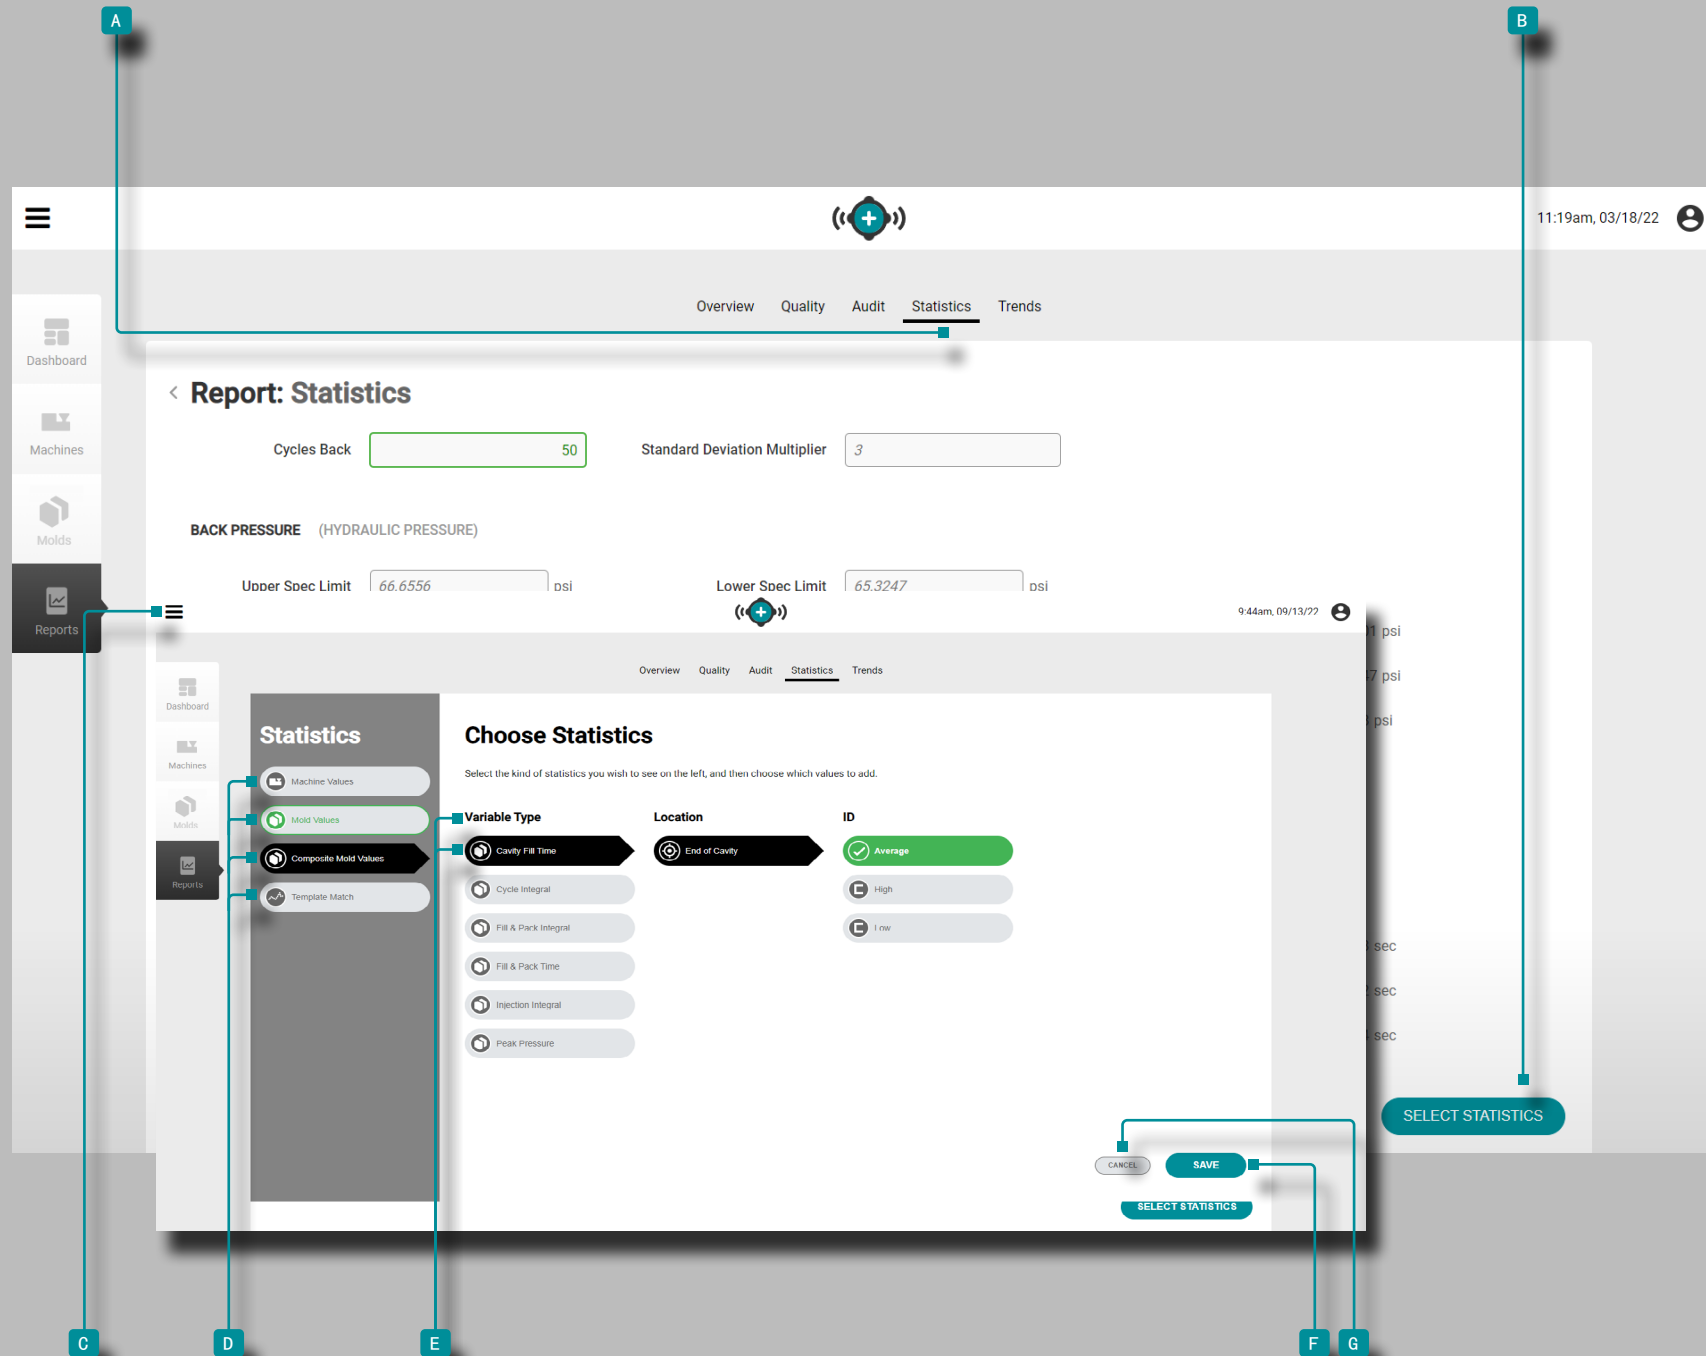 A
B
11:19am, 03/18/22
Overview Quality Audit Statistics Trends
Dashboard
Machines
Molds
Reports
Report: Statistics
Cycles Back 50 Standard Deviation Multiplier 3
BACK PRESSURE (HYDRAULIC PRESSURE)
Upper Spec Limit 66.6556 psi Lower Spec Limit 65.3247 psi
psi
psi
psi
sec
sec
sec
SELECT STATISTICS
9:44am, 09/13/22
Overview Quality Audit Statistics Trends
Dashboard
Machines
Molds
Reports
Statistics
Machine Values
Mold Values
Composite Mold Values
Template Match
Choose Statistics
Select the kind of statistics you wish to see on the left, and then choose which values to add.
Variable Type Location ID
Cavity Fill Time End of Cavity Average
Cycle Integral High
Fill & Pack Integral Low
Fill & Pack Time
Injection Integral
Peak Pressure
CANCEL SAVE
SELECT STATISTICS
C D E F G